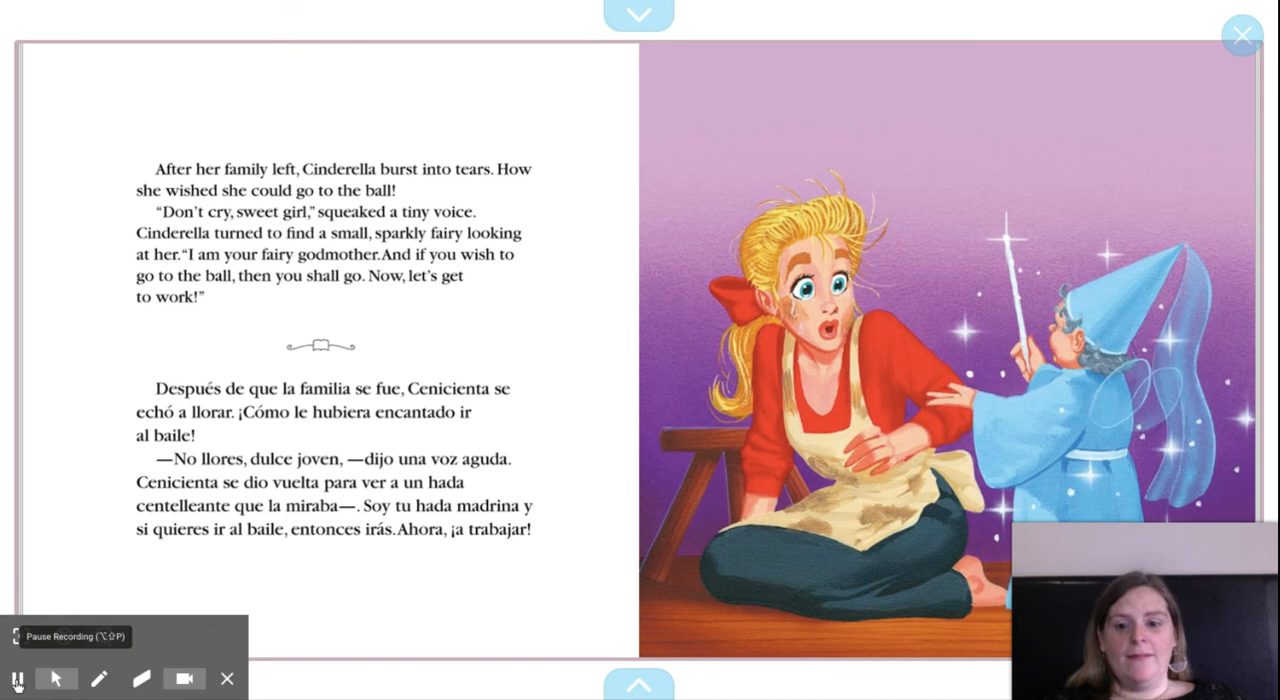 After her family left, Cinderella burst into tears. How
she wished she could go to the ball!
“Don’t cry, sweet girl,” squeaked a tiny voice.
Cinderella turned to find a small, sparkly fairy looking
at her. “I am your fairy godmother. And if you wish to
go to the ball, then you shall go. Now, let’s get
to work!”
Después de que la familia se fue, Cenicienta se
echó a llorar. ¡Cómo le hubiera encantado ir
al baile!
—No llores, dulce joven, —dijo una voz aguda.
Cenicienta se dio vuelta para ver a un hada
centelleante que la miraba—. Soy tu hada madrina y
si quieres ir al baile, entonces irás. Ahora, ¡a trabajar!
Pause Recording (⌥⇧P)